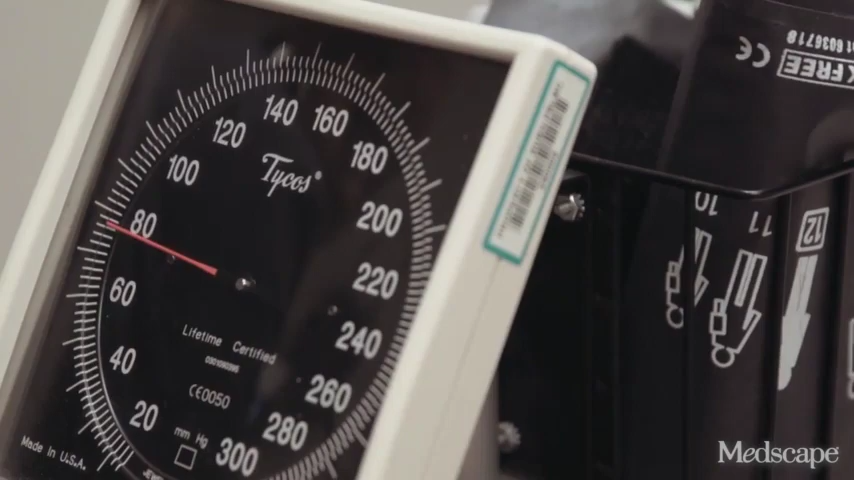 140
160
120
180
100
Tycos®
200
80
220
60
240
Lifetime Certified
40
CE0050
260
20
280
mm Hg
300
Made in U.S.A.
CE
FREE
10
11
12
Medscape